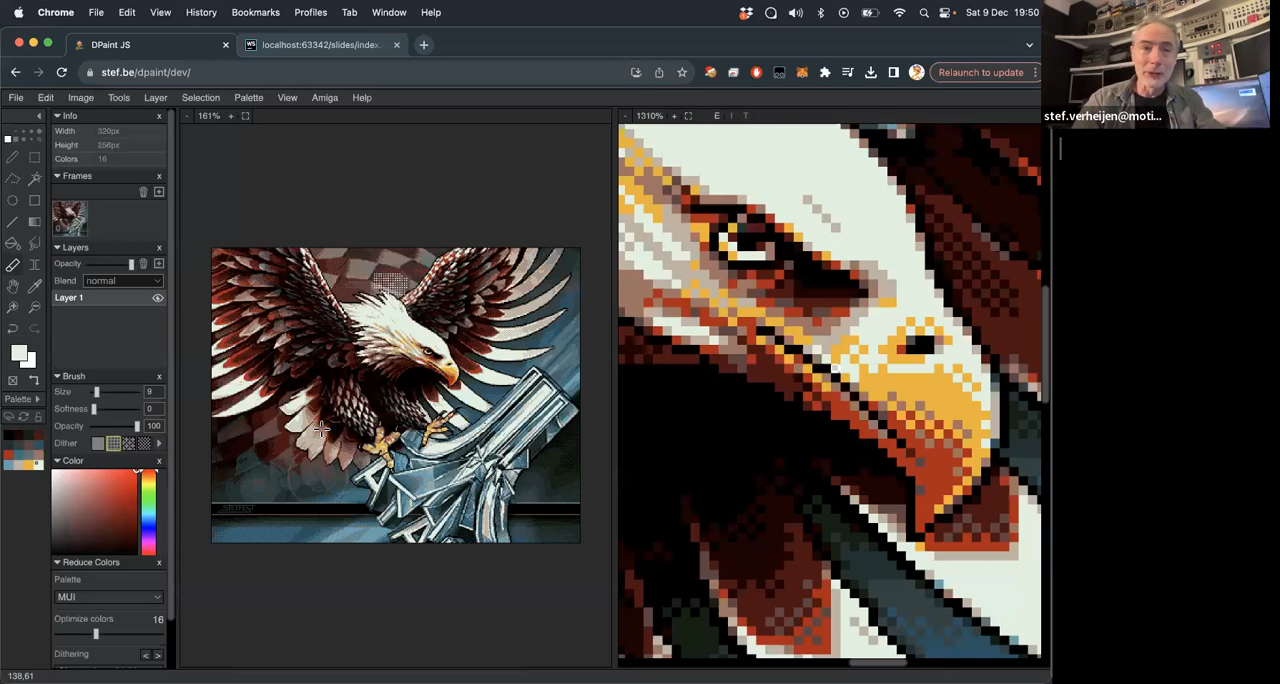 Chrome File Edit View History Bookmarks Profiles Tab Window Help Sat 9 Dec 19:50
DPaint JS × localhost:63342/slides/index. × +
stef.be/dpaint/dev/ Relaunch to update
File Edit Image Tools Layer Selection Palette View Amiga Help
Info x
Width 320px
Height 256px
Colors 16
Frames x
0
Layers x
Opacity
Blend normal
Layer 1
Brush x
Size 9
Softness 0
Opacity 100
Dither
Palette
Color x
Reduce Colors x
Palette
MUI
Optimize colors 16
Dithering < >
- 161% +
- 1310% + E I T
stef.verheijen@moti...
138,61